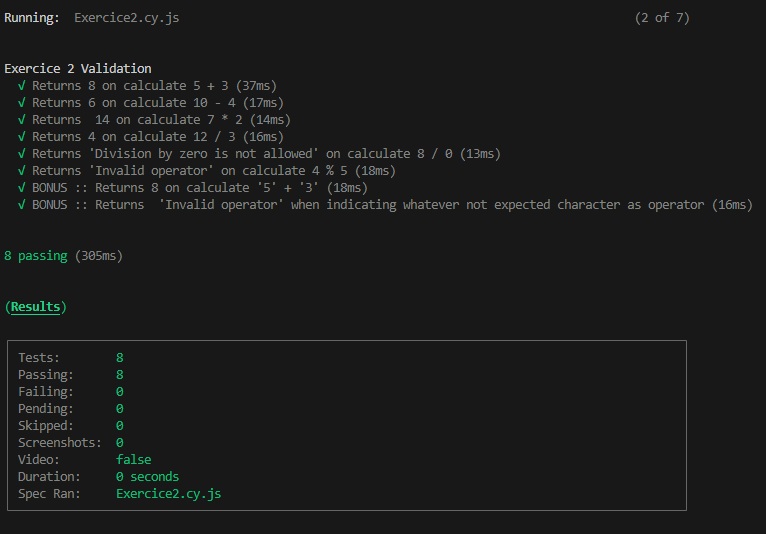 Running:  Exercice2.cy.js                                                                 (2 of 7)
Exercice 2 Validation
√ Returns 8 on calculate 5 + 3 (37ms)
√ Returns 6 on calculate 10 - 4 (17ms)
√ Returns  14 on calculate 7 * 2 (14ms)
√ Returns 4 on calculate 12 / 3 (16ms)
√ Returns 'Division by zero is not allowed' on calculate 8 / 0 (13ms)
√ Returns 'Invalid operator' on calculate 4 % 5 (18ms)
√ BONUS :: Returns 8 on calculate '5' + '3' (18ms)
√ BONUS :: Returns  'Invalid operator' when indicating whatever not expected character as operator (16ms)
8 passing (305ms)
(Results)
Tests:        8
Passing:      8
Failing:      0
Pending:      0
Skipped:      0
Screenshots:  0
Video:        false
Duration:     0 seconds
Spec Ran:     Exercice2.cy.js